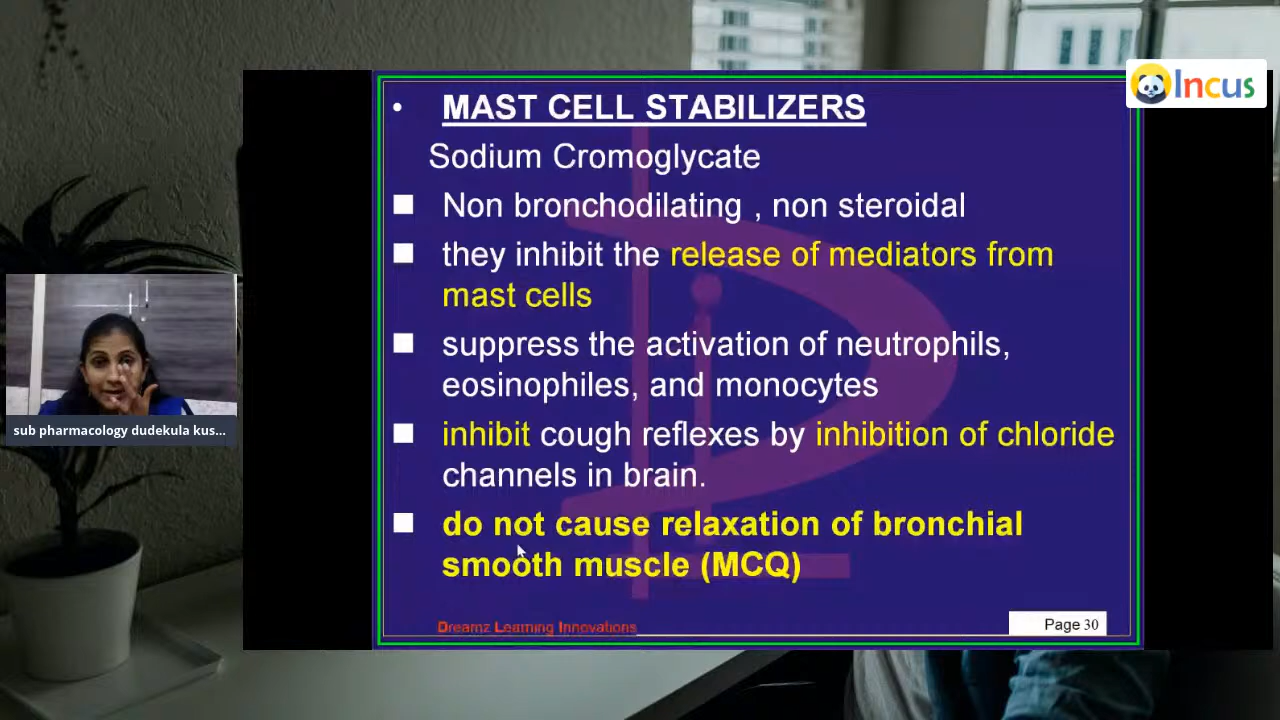 Incus
• MAST CELL STABILIZERS
Sodium Cromoglycate
Non bronchodilating , non steroidal
they inhibit the release of mediators from
mast cells
suppress the activation of neutrophils,
eosinophiles, and monocytes
inhibit cough reflexes by inhibition of chloride
channels in brain.
do not cause relaxation of bronchial
smooth muscle (MCQ)
sub pharmacology dudekula kus...
Dreamz Learning Innovations
Page 30